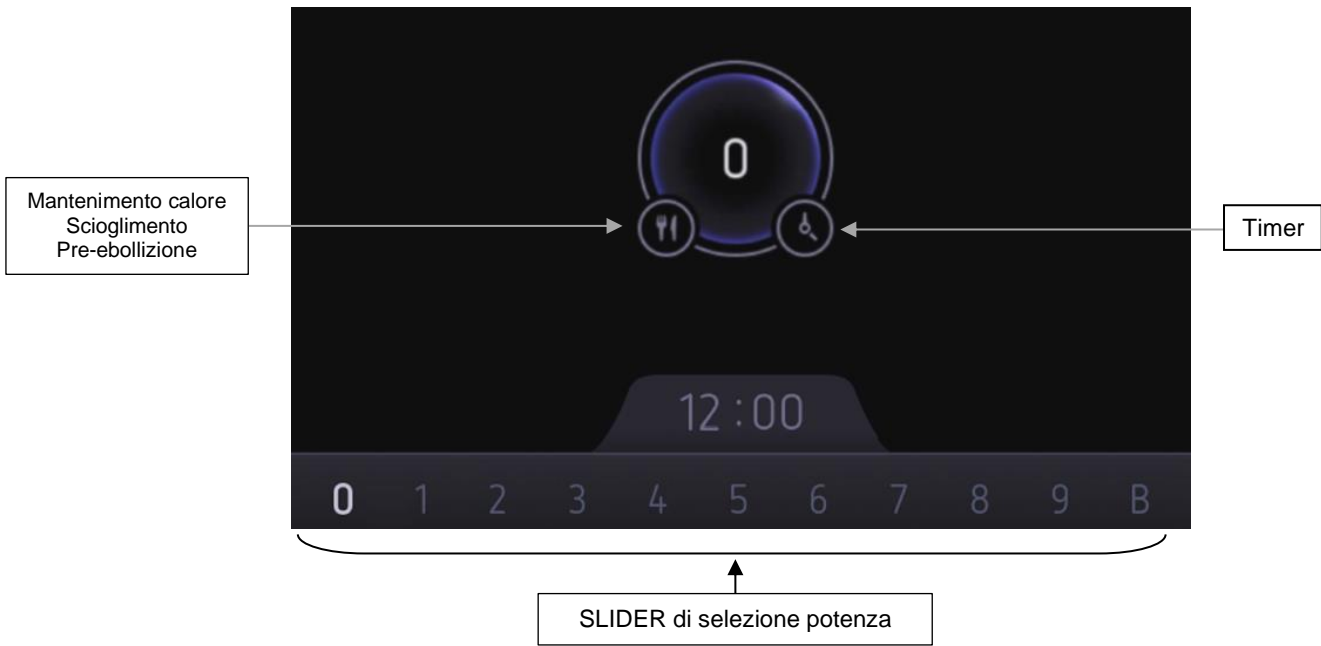 0
Mantenimento calore
Scioglimento
Pre-ebollizione
Timer
12:00
0 1 2 3 4 5 6 7 8 9 B
SLIDER di selezione potenza